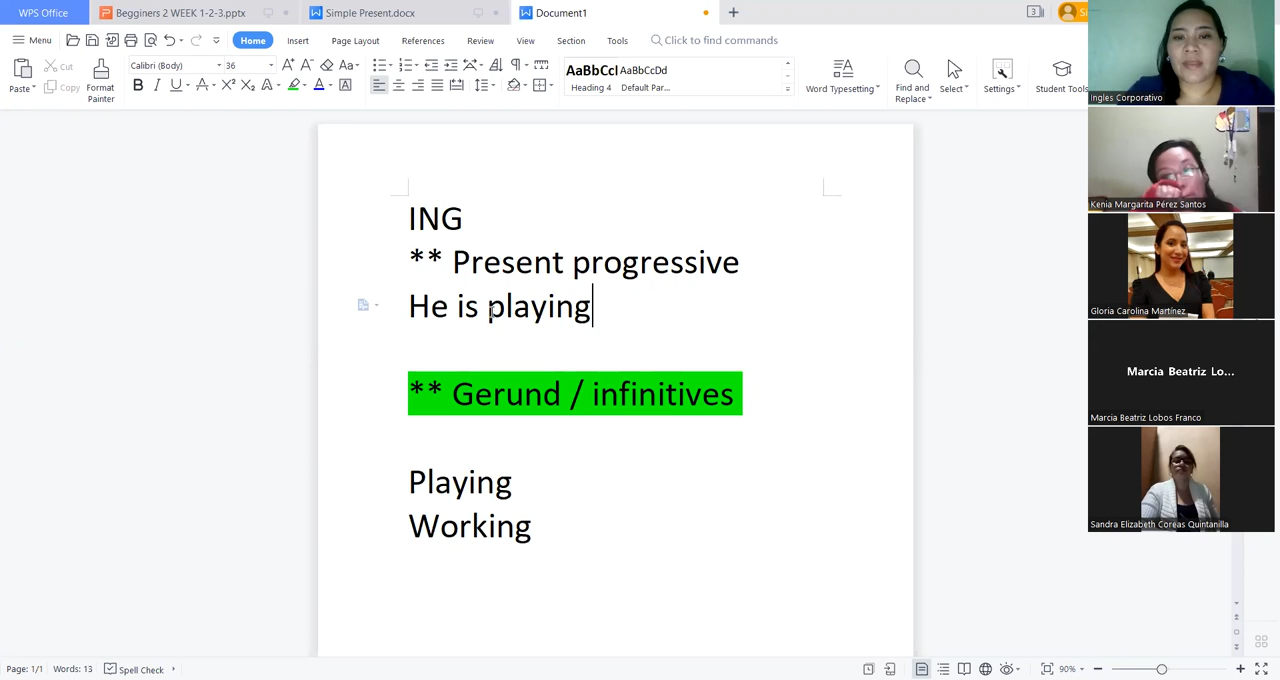 WPS Office
Begginers 2 WEEK 1-2-3.pptx
Simple Present.docx
Document1
Menu
Home
Insert
Page Layout
References
Review
View
Section
Tools
Click to find commands
Paste
Cut
Copy
Format Painter
Calibri (Body)
36
AaBbCcI
Heading 4
AaBbCcDd
Default Par...
Word Typesetting
Find and Replace
Select
Settings
Student Tools
ING
** Present progressive
He is playing
** Gerund / infinitives
Playing
Working
Ingles Corporativo
Kenia Margarita Pérez Santos
Gloria Carolina Martínez
Marcia Beatriz Lo...
Marcia Beatriz Lobos Franco
Sandra Elizabeth Coreas Quintanilla
Page: 1/1
Words: 13
Spell Check
90%